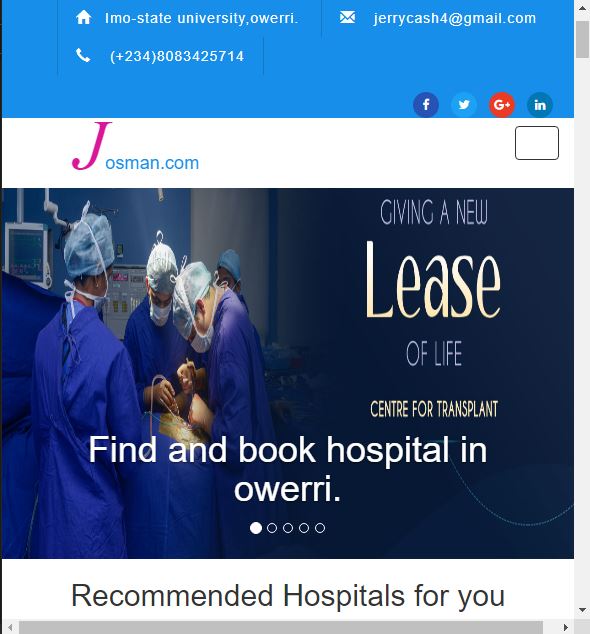 Imo-state university,owerri.
jerrycash4@gmail.com
(+234)8083425714
f
G+
in
Josman.com
GIVING A NEW
Lease
OF LIFE
CENTRE FOR TRANSPLANT
Find and book hospital in
owerri.
Recommended Hospitals for you